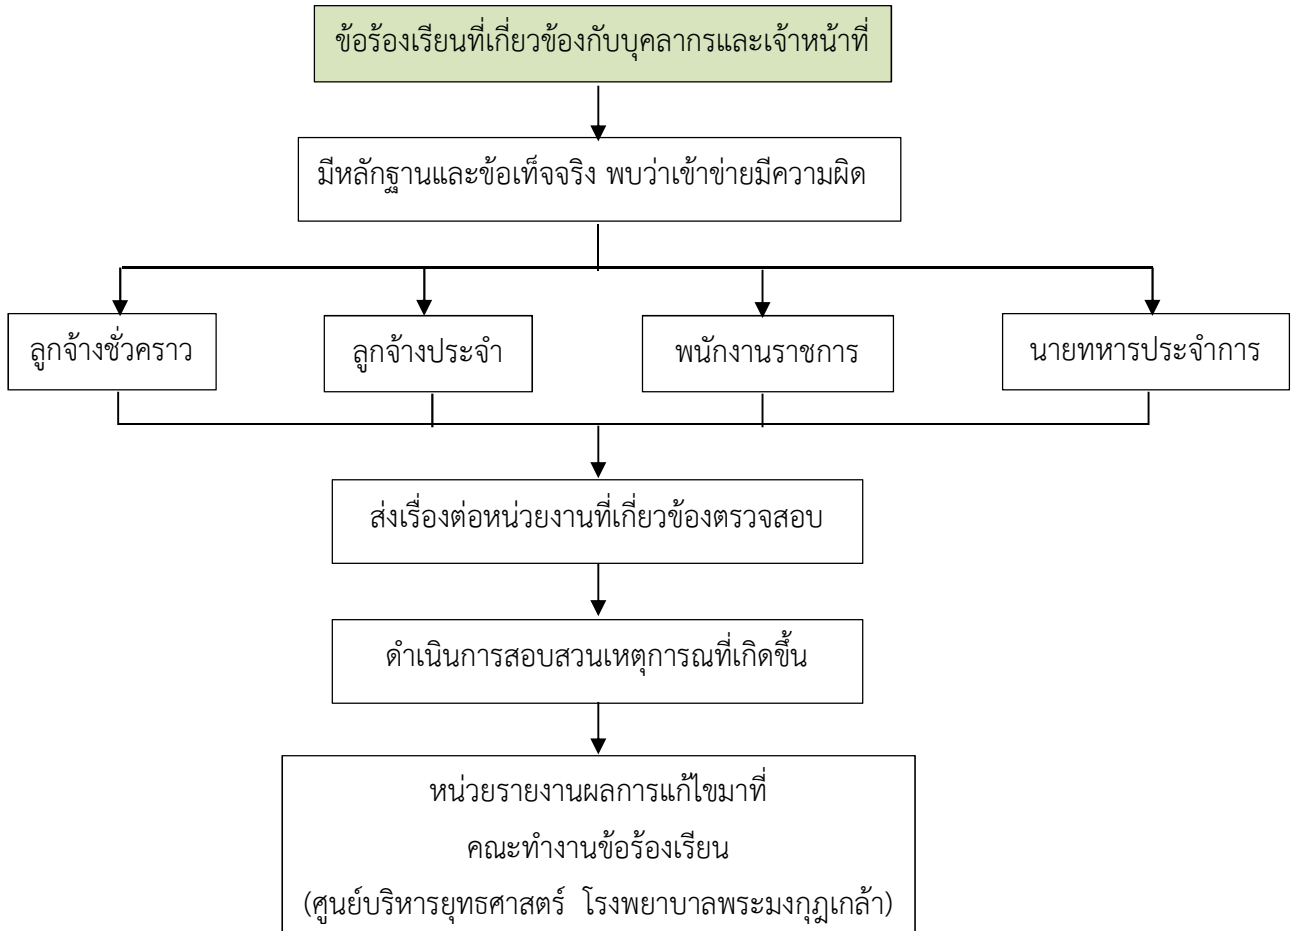 ข้อร้องเรียนที่เกี่ยวข้องกับบุคลากรและเจ้าหน้าที่
มีหลักฐานและข้อเท็จจริง พบว่าเข้าข่ายมีความผิด
ลูกจ้างชั่วคราว
ลูกจ้างประจำ
พนักงานราชการ
นายทหารประจำการ
ส่งเรื่องต่อหน่วยงานที่เกี่ยวข้องตรวจสอบ
ดำเนินการสอบสวนเหตุการณที่เกิดขึ้น
หน่วยรายงานผลการแก้ไขมาที่
คณะทำงานข้อร้องเรียน
(ศูนย์บริหารยุทธศาสตร์ โรงพยาบาลพระมงกุฎเกล้า)